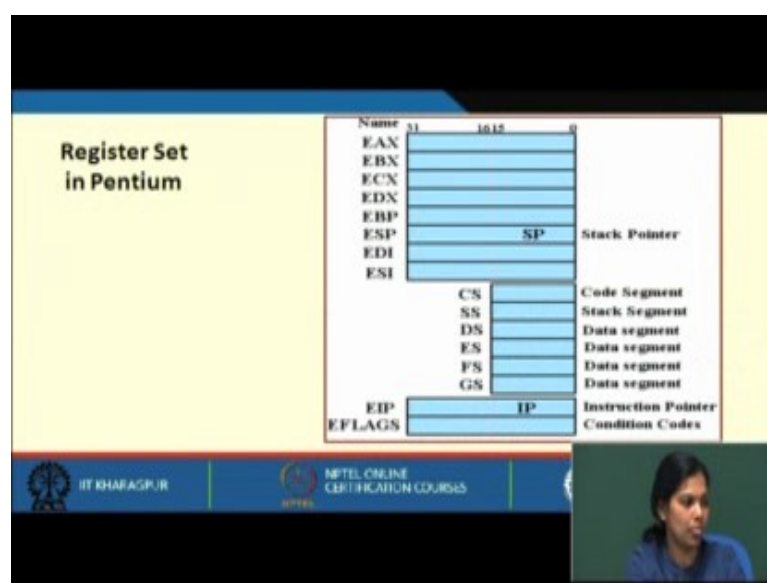 Register Set
in Pentium
Name 31 16 15 0
EAX
EBX
ECX
EDX
EBP
ESP SP Stack Pointer
EDI
ESI
CS Code Segment
SS Stack Segment
DS Data segment
ES Data segment
FS Data segment
GS Data segment
EIP IP Instruction Pointer
EFLAGS Condition Codes
IIT KHARAGPUR
NPTEL ONLINE
CERTIFICATION COURSES
NPTEL